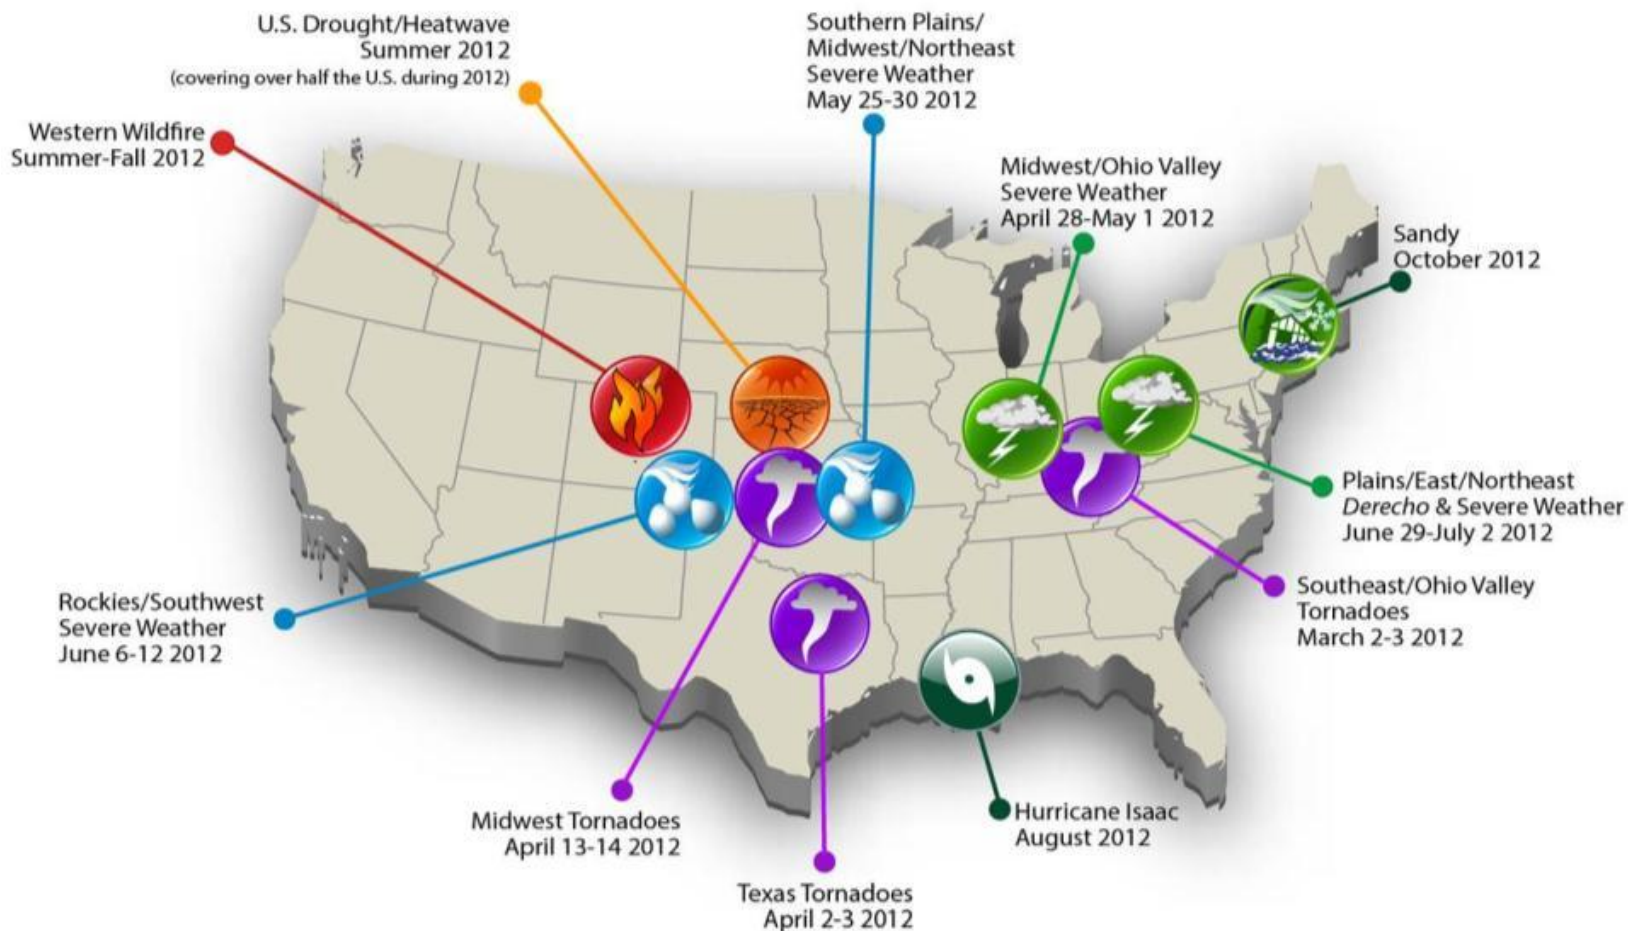 U.S. Drought/Heatwave
Summer 2012
(covering over half the U.S. during 2012)
Southern Plains/
Midwest/Northeast
Severe Weather
May 25-30 2012
Western Wildfire
Summer-Fall 2012
Midwest/Ohio Valley
Severe Weather
April 28-May 1 2012
Sandy
October 2012
Plains/East/Northeast
Derecho & Severe Weather
June 29-July 2 2012
Southeast/Ohio Valley
Tornadoes
March 2-3 2012
Rockies/Southwest
Severe Weather
June 6-12 2012
Midwest Tornadoes
April 13-14 2012
Hurricane Isaac
August 2012
Texas Tornadoes
April 2-3 2012